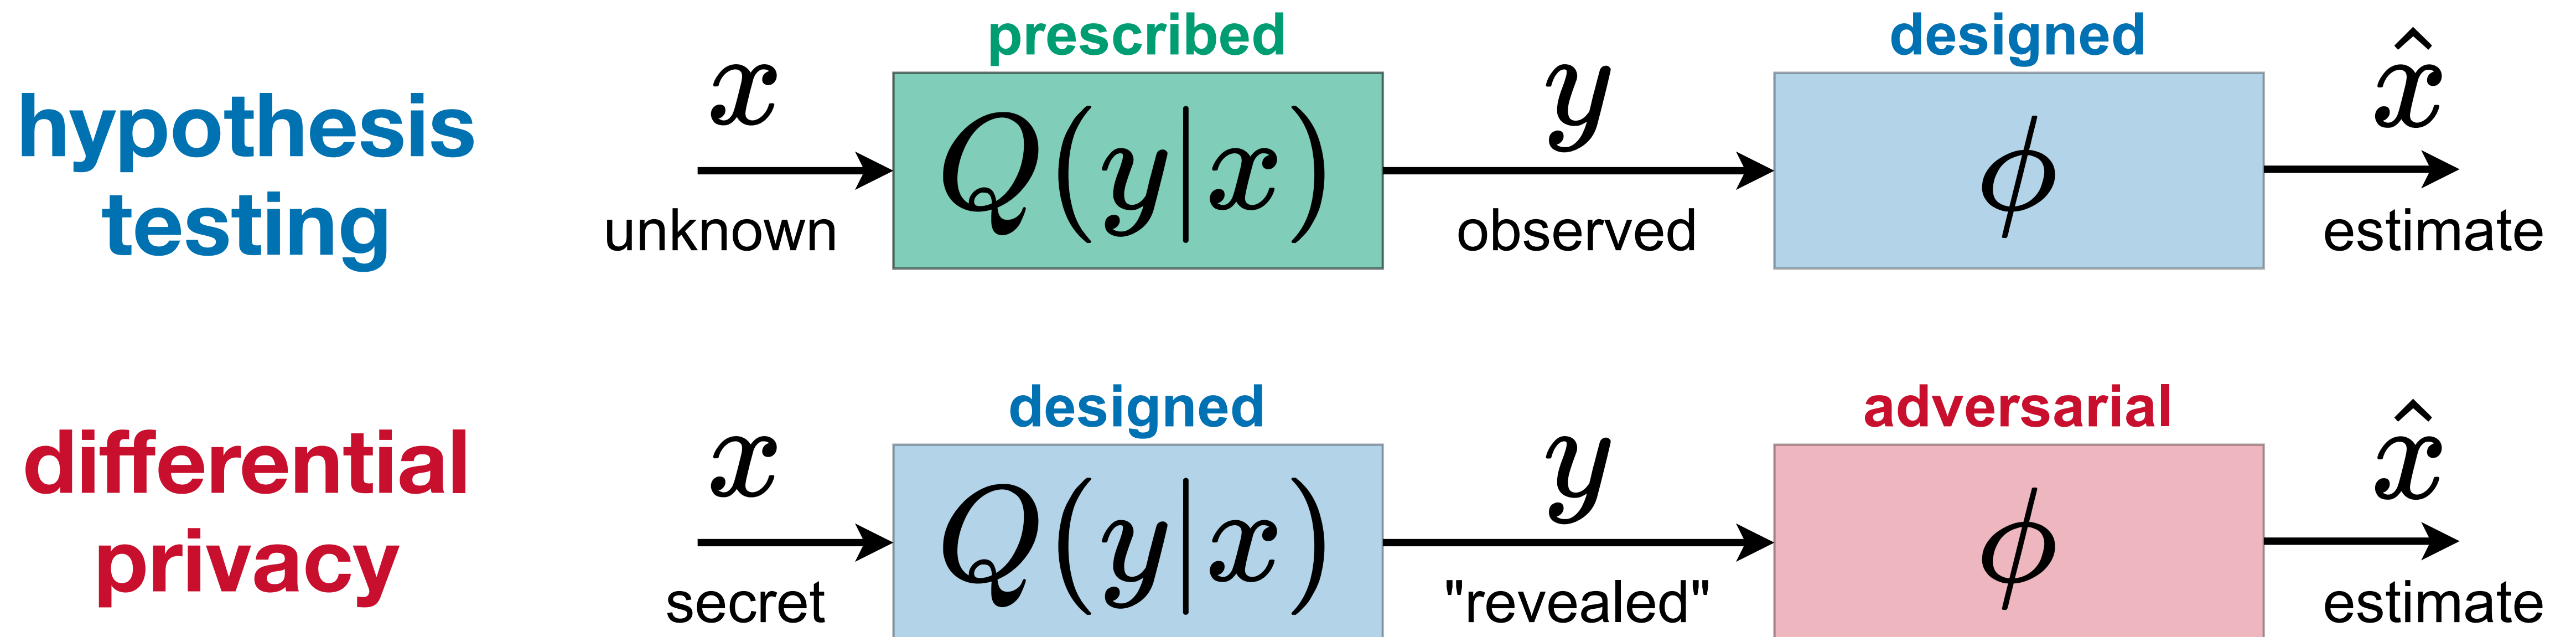 hypothesis
testing
x
unknown
prescribed
Q(y|x)
y
observed
designed
ϕ
x̂
estimate
differential
privacy
x
secret
designed
Q(y|x)
y
"revealed"
adversarial
ϕ
x̂
estimate